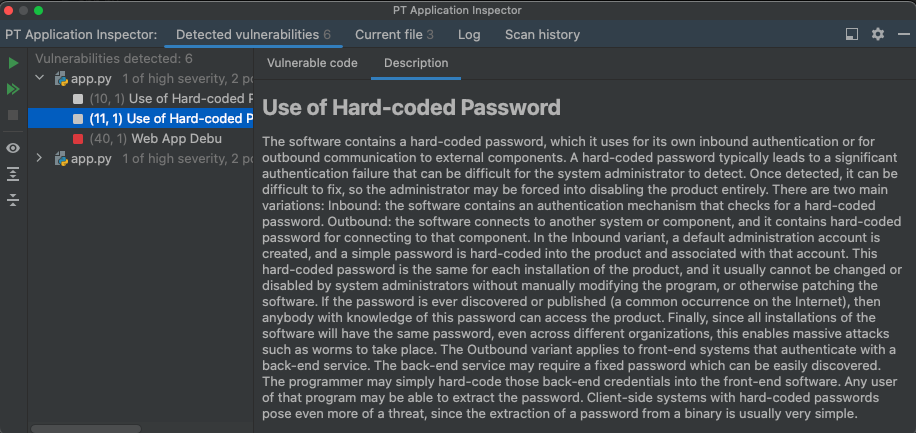 PT Application Inspector
PT Application Inspector: Detected vulnerabilities 6 Current file 3 Log Scan history
Vulnerabilities detected: 6
app.py 1 of high severity, 2 po
(10, 1) Use of Hard-coded P
(11, 1) Use of Hard-coded P
(40, 1) Web App Debu
app.py 1 of high severity, 2 po
Vulnerable code Description
Use of Hard-coded Password
The software contains a hard-coded password, which it uses for its own inbound authentication or for
outbound communication to external components. A hard-coded password typically leads to a significant
authentication failure that can be difficult for the system administrator to detect. Once detected, it can be
difficult to fix, so the administrator may be forced into disabling the product entirely. There are two main
variations: Inbound: the software contains an authentication mechanism that checks for a hard-coded
password. Outbound: the software connects to another system or component, and it contains hard-coded
password for connecting to that component. In the Inbound variant, a default administration account is
created, and a simple password is hard-coded into the product and associated with that account. This
hard-coded password is the same for each installation of the product, and it usually cannot be changed or
disabled by system administrators without manually modifying the program, or otherwise patching the
software. If the password is ever discovered or published (a common occurrence on the Internet), then
anybody with knowledge of this password can access the product. Finally, since all installations of the
software will have the same password, even across different organizations, this enables massive attacks
such as worms to take place. The Outbound variant applies to front-end systems that authenticate with a
back-end service. The back-end service may require a fixed password which can be easily discovered.
The programmer may simply hard-code those back-end credentials into the front-end software. Any user
of that program may be able to extract the password. Client-side systems with hard-coded passwords
pose even more of a threat, since the extraction of a password from a binary is usually very simple.